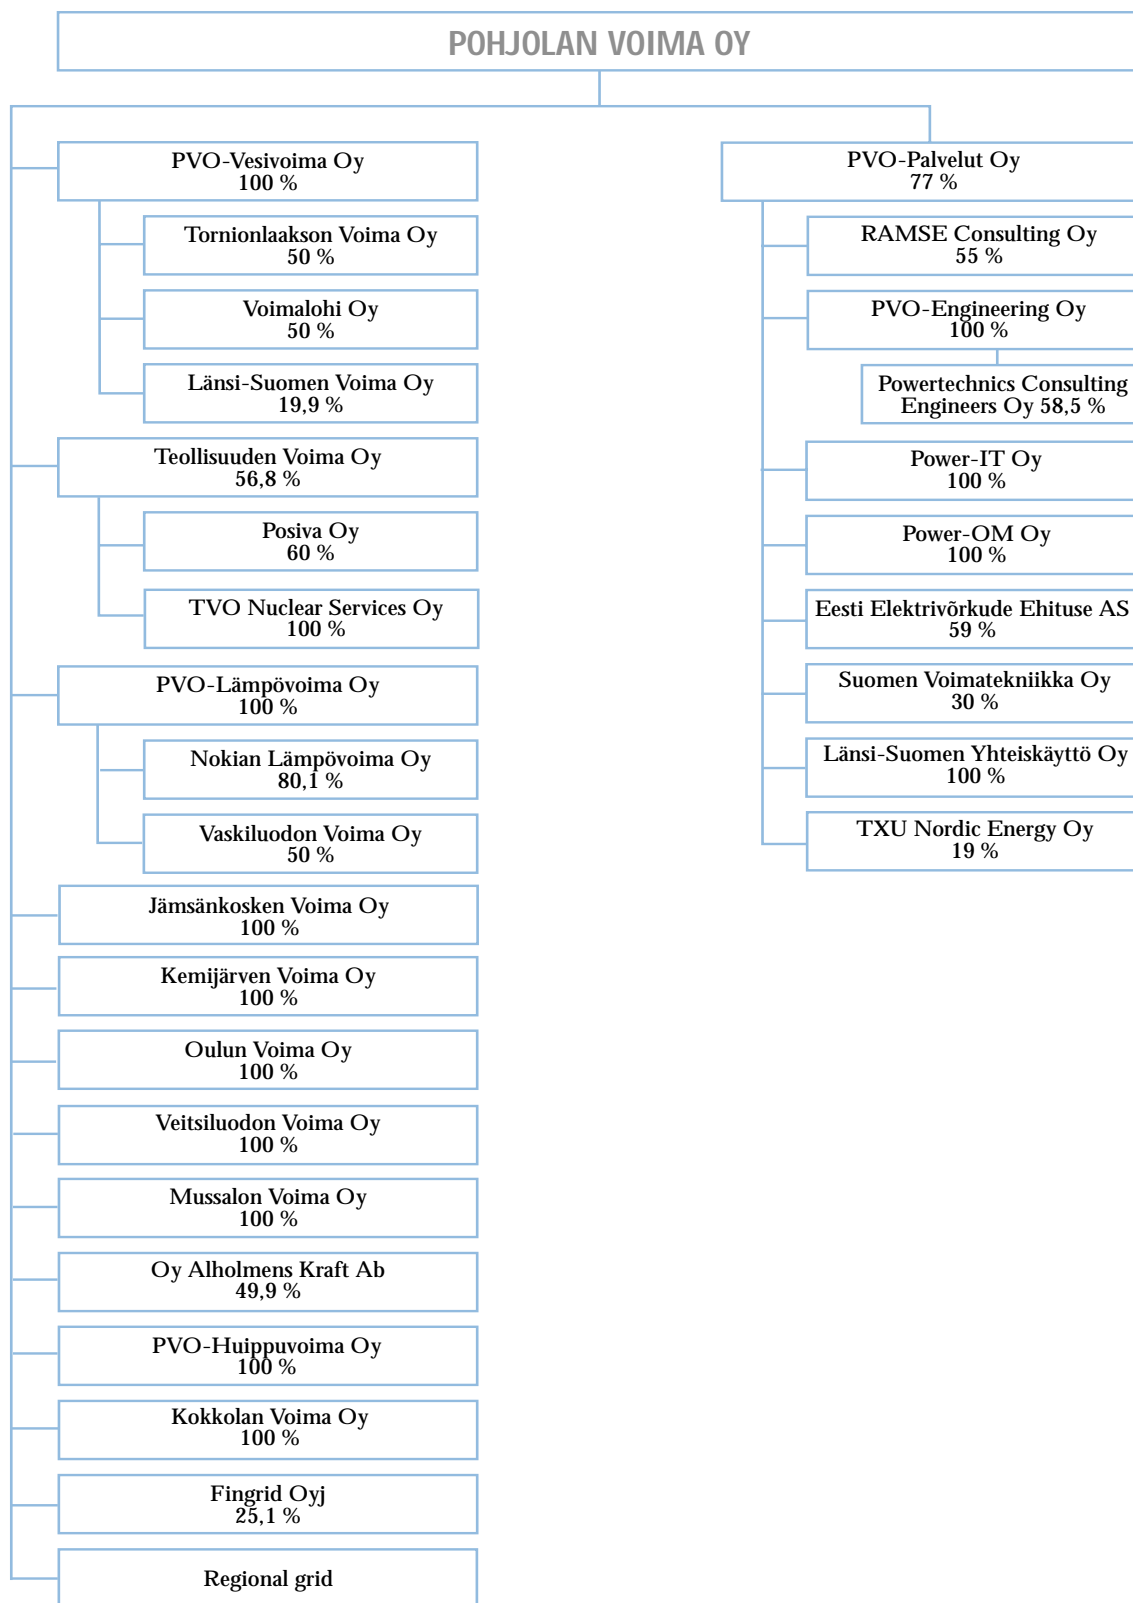 POHJOLAN VOIMA OY
PVO-Vesivoima Oy
100 %
Tornionlaakson Voima Oy
50 %
Voimalohi Oy
50 %
Länsi-Suomen Voima Oy
19,9 %
Teollisuuden Voima Oy
56,8 %
Posiva Oy
60 %
TVO Nuclear Services Oy
100 %
PVO-Lämpövoima Oy
100 %
Nokian Lämpövoima Oy
80,1 %
Vaskiluodon Voima Oy
50 %
Jämsänkosken Voima Oy
100 %
Kemijärven Voima Oy
100 %
Oulun Voima Oy
100 %
Veitsiluodon Voima Oy
100 %
Mussalon Voima Oy
100 %
Oy Alholmens Kraft Ab
49,9 %
PVO-Huippuvoima Oy
100 %
Kokkolan Voima Oy
100 %
Fingrid Oyj
25,1 %
Regional grid
PVO-Palvelut Oy
77 %
RAMSE Consulting Oy
55 %
PVO-Engineering Oy
100 %
Powertechnics Consulting
Engineers Oy 58,5 %
Power-IT Oy
100 %
Power-OM Oy
100 %
Eesti Elektrivõrkude Ehituse AS
59 %
Suomen Voimatekniikka Oy
30 %
Länsi-Suomen Yhteiskäyttö Oy
100 %
TXU Nordic Energy Oy
19 %